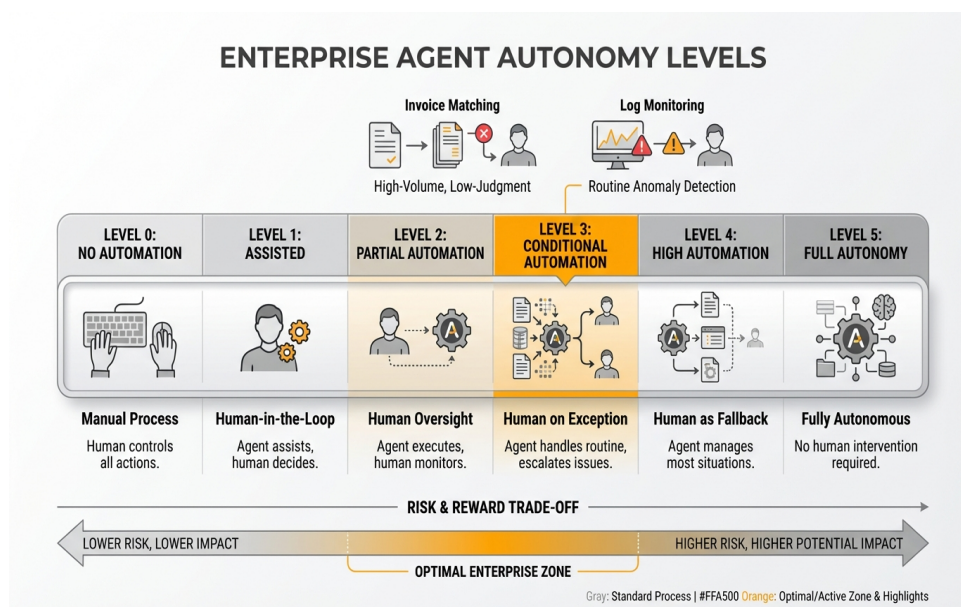 ENTERPRISE AGENT AUTONOMY LEVELS
Invoice Matching
High-Volume, Low-Judgment
Log Monitoring
Routine Anomaly Detection
LEVEL 0:
NO AUTOMATION
LEVEL 1:
ASSISTED
LEVEL 2:
PARTIAL AUTOMATION
LEVEL 3:
CONDITIONAL
AUTOMATION
LEVEL 4:
HIGH AUTOMATION
LEVEL 5:
FULL AUTONOMY
A
A
A
A
Manual Process
Human controls
all actions.
Human-in-the-Loop
Agent assists,
human decides.
Human Oversight
Agent executes,
human monitors.
Human on Exception
Agent handles routine,
escalates issues.
Human as Fallback
Agent manages
most situations.
Fully Autonomous
No human intervention
required.
RISK & REWARD TRADE-OFF
LOWER RISK, LOWER IMPACT
HIGHER RISK, HIGHER POTENTIAL IMPACT
OPTIMAL ENTERPRISE ZONE
Gray: Standard Process | #FFA500 Orange: Optimal/Active Zone & Highlights